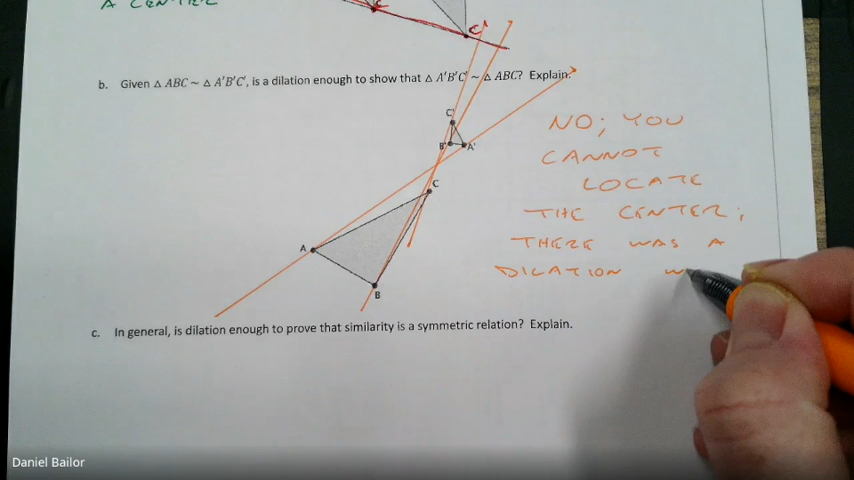 A CENTER
C
C'
b. Given △ ABC ~ △ A'B'C', is a dilation enough to show that △ A'B'C' ~ △ ABC? Explain.
C'
B' A'
C
A
B
NO; YOU
CANNOT
LOCATE
THE CENTER;
THERE WAS A
DILATION W
c. In general, is dilation enough to prove that similarity is a symmetric relation? Explain.
Daniel Bailor